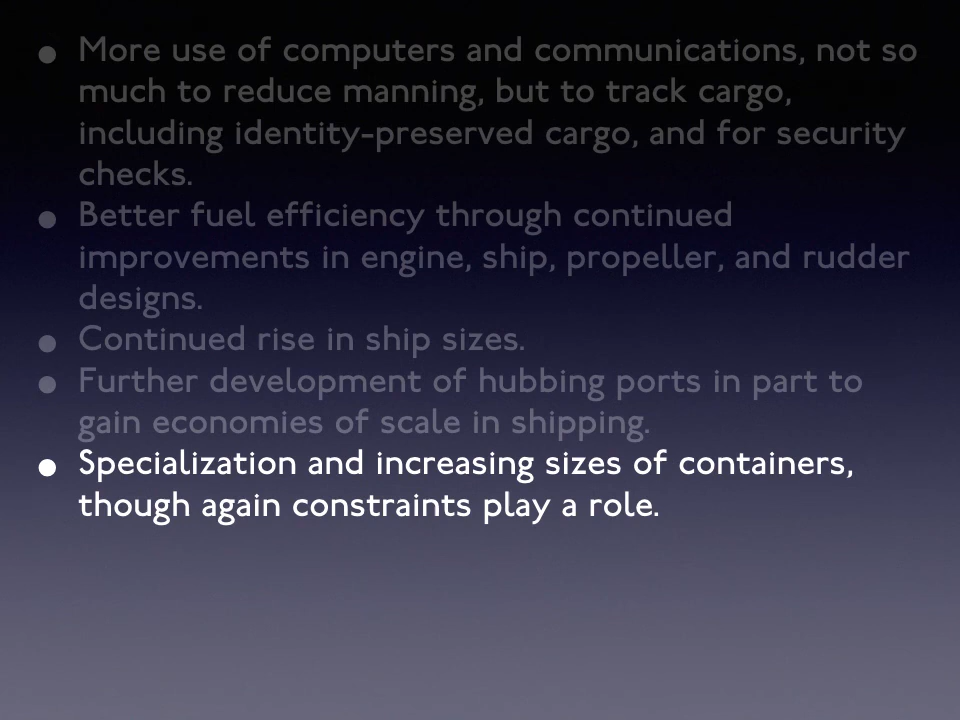 • More use of computers and communications, not so
much to reduce manning, but to track cargo,
including identity-preserved cargo, and for security
checks.
• Better fuel efficiency through continued
improvements in engine, ship, propeller, and rudder
designs.
• Continued rise in ship sizes.
• Further development of hubbing ports in part to
gain economies of scale in shipping.
• Specialization and increasing sizes of containers,
though again constraints play a role.